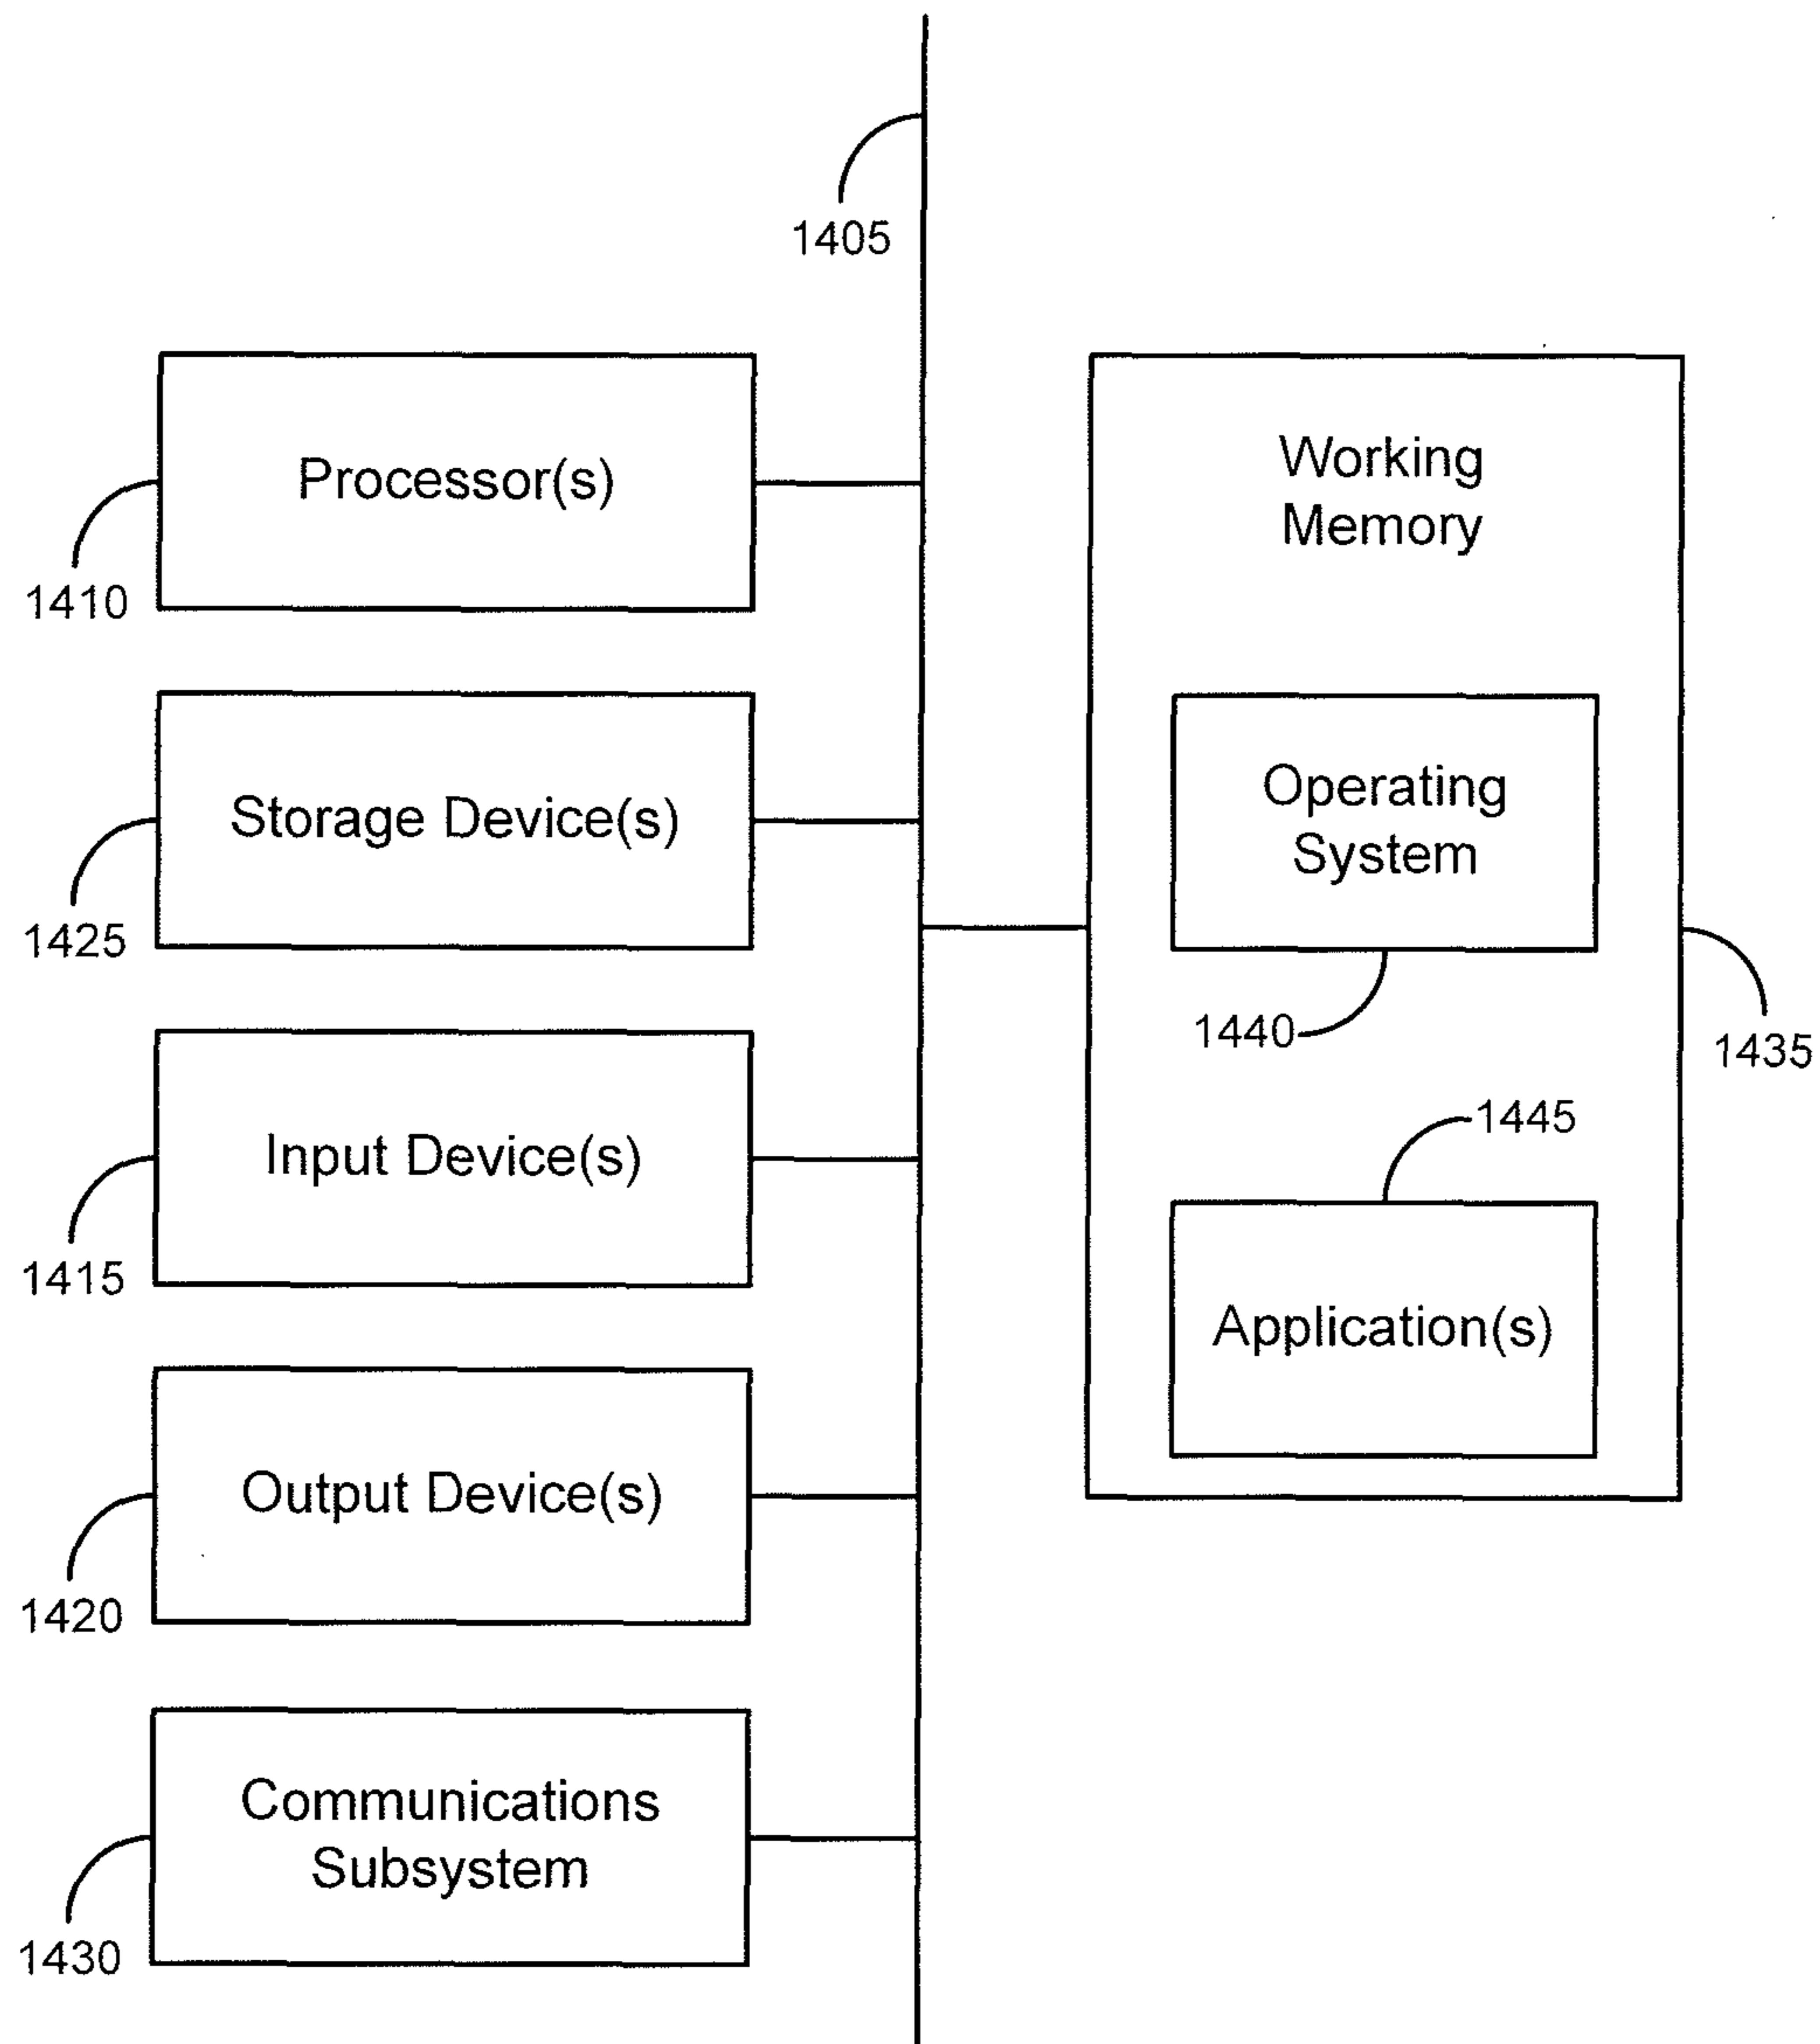 1405
Processor(s)
1410
Storage Device(s)
1425
Input Device(s)
1415
Output Device(s)
1420
Communications
Subsystem
1430
Working
Memory
Operating
System
1440
1435
1445
Application(s)